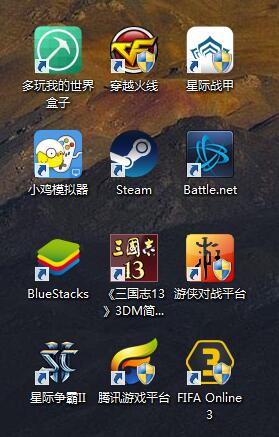 多玩我的世界
盒子
穿越火线
星际战甲
小鸡模拟器
Steam
Battle.net
三國志
13
BlueStacks
《三国志13
》3DM简...
游侠对战平台
3
星际争霸II
腾讯游戏平台
FIFA Online
3